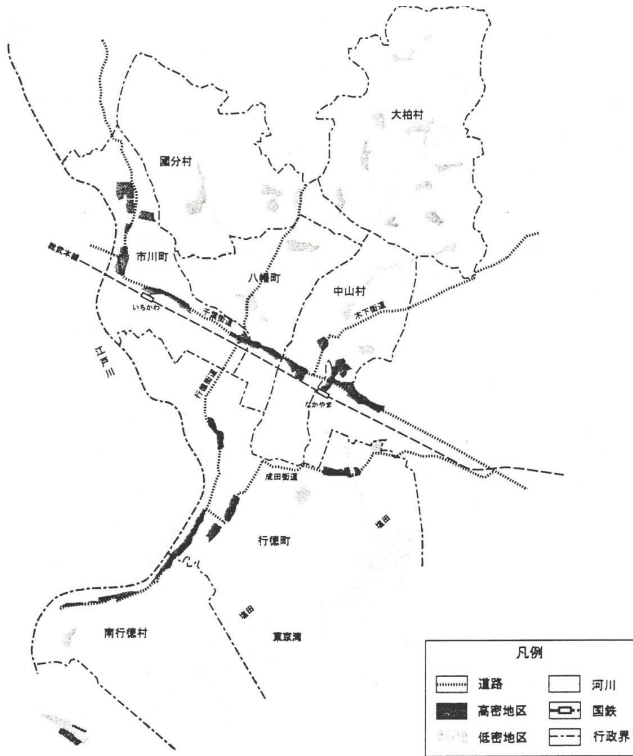 大柏村
國分村
市川町
八幡町
中山村
総武本線
いちかわ
千葉街道
木下街道
江戸川
行徳街道
なかやま
成田街道
塩田
行徳町
塩田
東京湾
南行徳村
凡例
道路
河川
高密地区
国鉄
低密地区
行政界